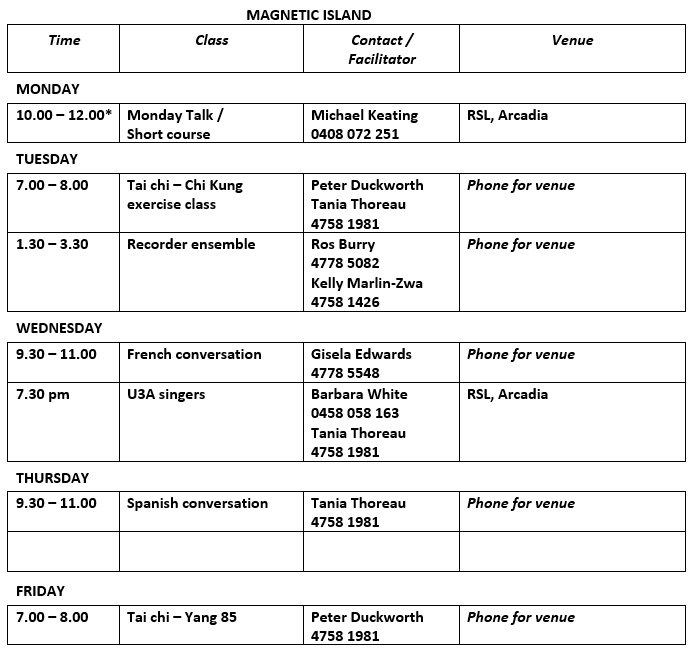 MAGNETIC ISLAND
Time Class Contact / Venue
Facilitator
MONDAY
10.00 – 12.00* Monday Talk / Michael Keating RSL, Arcadia
Short course 0408 072 251
TUESDAY
7.00 – 8.00 Tai chi – Chi Kung Peter Duckworth Phone for venue
exercise class Tania Thoreau
4758 1981
1.30 – 3.30 Recorder ensemble Ros Burry Phone for venue
4778 5082
Kelly Marlin-Zwa
4758 1426
WEDNESDAY
9.30 – 11.00 French conversation Gisela Edwards Phone for venue
4778 5548
7.30 pm U3A singers Barbara White RSL, Arcadia
0458 058 163
Tania Thoreau
4758 1981
THURSDAY
9.30 – 11.00 Spanish conversation Tania Thoreau Phone for venue
4758 1981
FRIDAY
7.00 – 8.00 Tai chi – Yang 85 Peter Duckworth Phone for venue
4758 1981